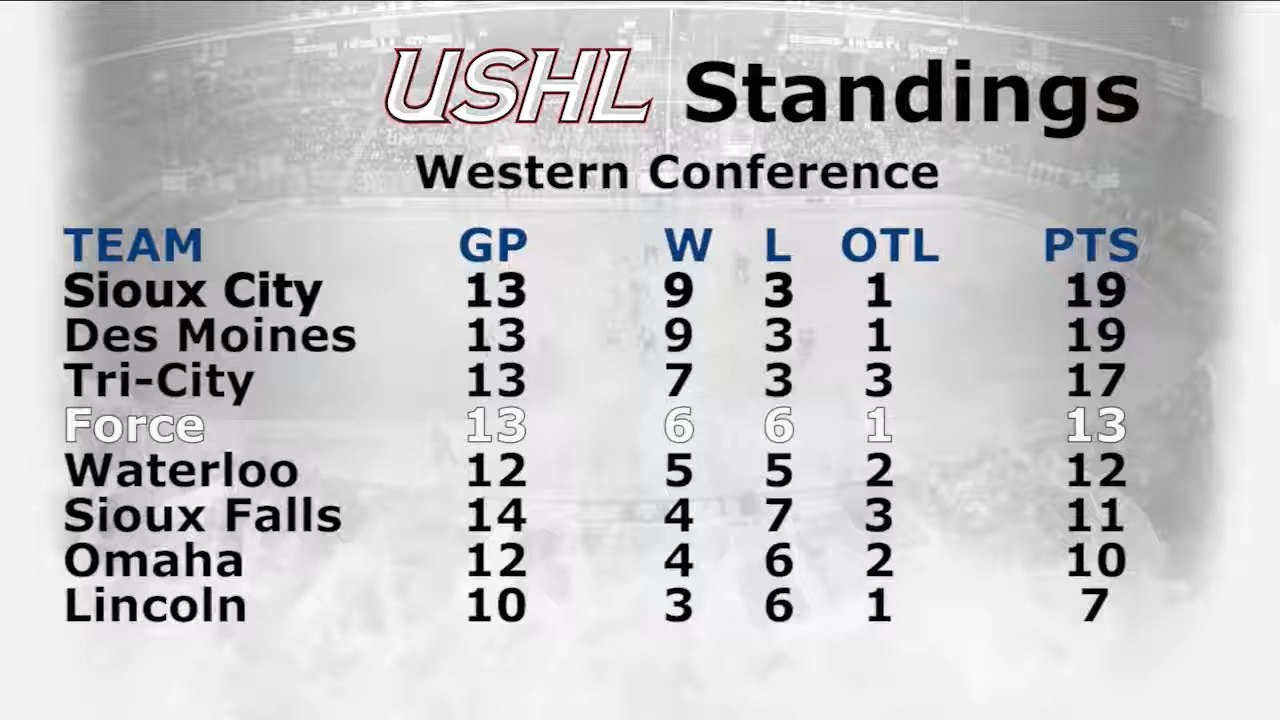 USHL Standings
Western Conference
TEAM GP W L OTL PTS
Sioux City 13 9 3 1 19
Des Moines 13 9 3 1 19
Tri-City 13 7 3 3 17
Force 13 6 6 1 13
Waterloo 12 5 5 2 12
Sioux Falls 14 4 7 3 11
Omaha 12 4 6 2 10
Lincoln 10 3 6 1 7